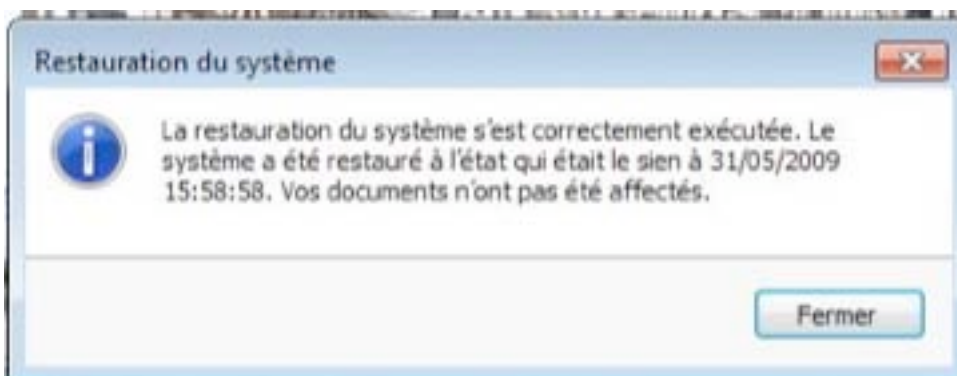 Restauration du système
La restauration du système s'est correctement exécutée. Le
système a été restauré à l'état qui était le sien à 31/05/2009
15:58:58. Vos documents n'ont pas été affectés.
Fermer